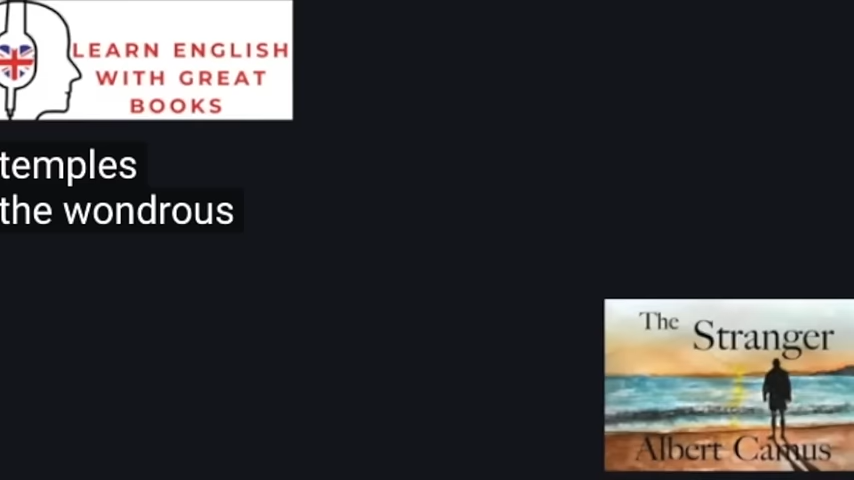 LEARN ENGLISH
WITH GREAT
BOOKS
temples
the wondrous
The Stranger
Albert Camus